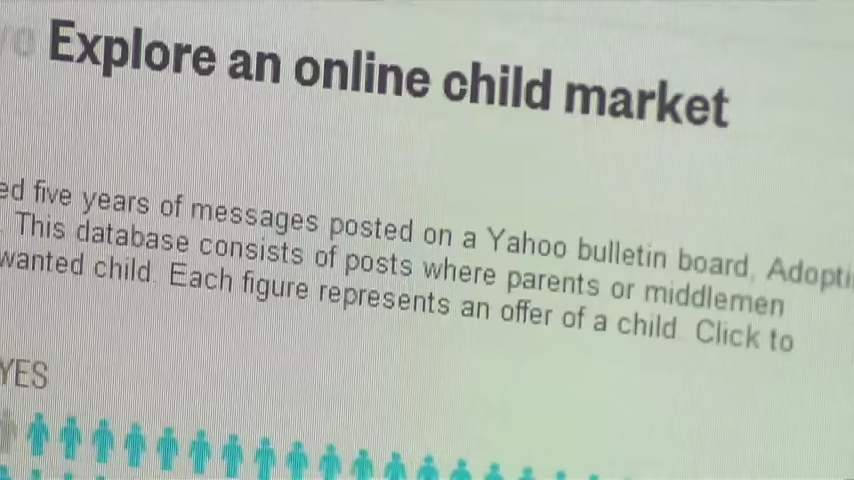 Explore an online child market
ed five years of messages posted on a Yahoo bulletin board, Adopti
. This database consists of posts where parents or middlemen
wanted child. Each figure represents an offer of a child. Click to
YES